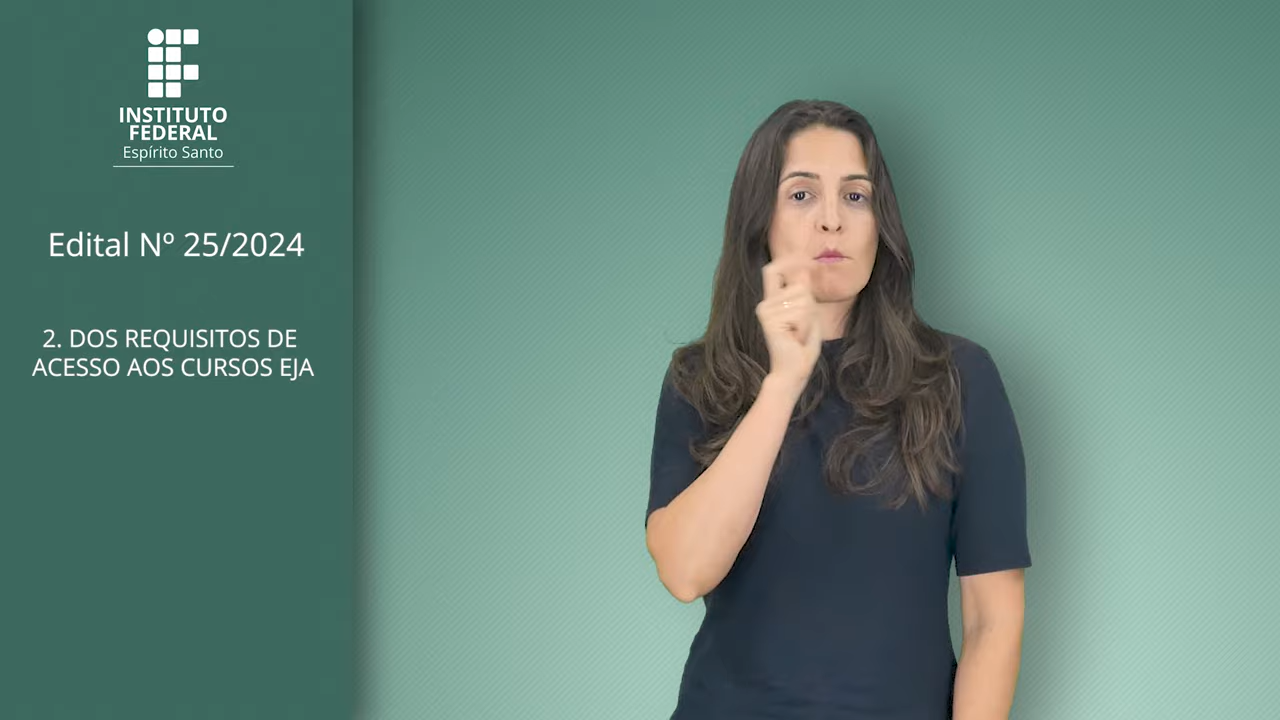 INSTITUTO
FEDERAL
Espírito Santo
Edital Nº 25/2024
2. DOS REQUISITOS DE
ACESSO AOS CURSOS EJA